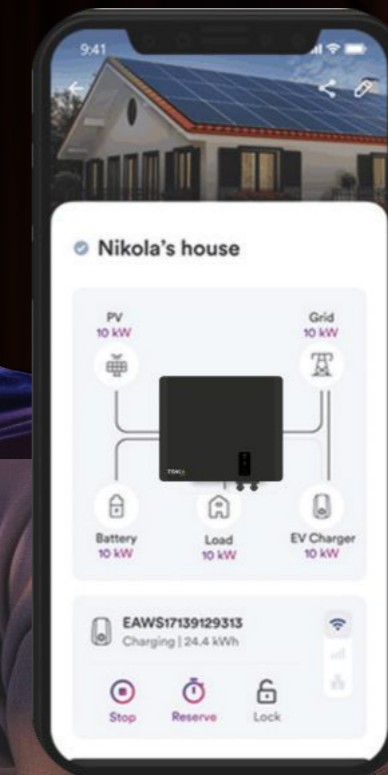 9:41
Nikola's house
PV
10 kW
Grid
10 kW
Battery
10 kW
Load
10 kW
EV Charger
10 kW
EAWS17139129313
Charging | 24.4 kWh
Stop
Reserve
Lock